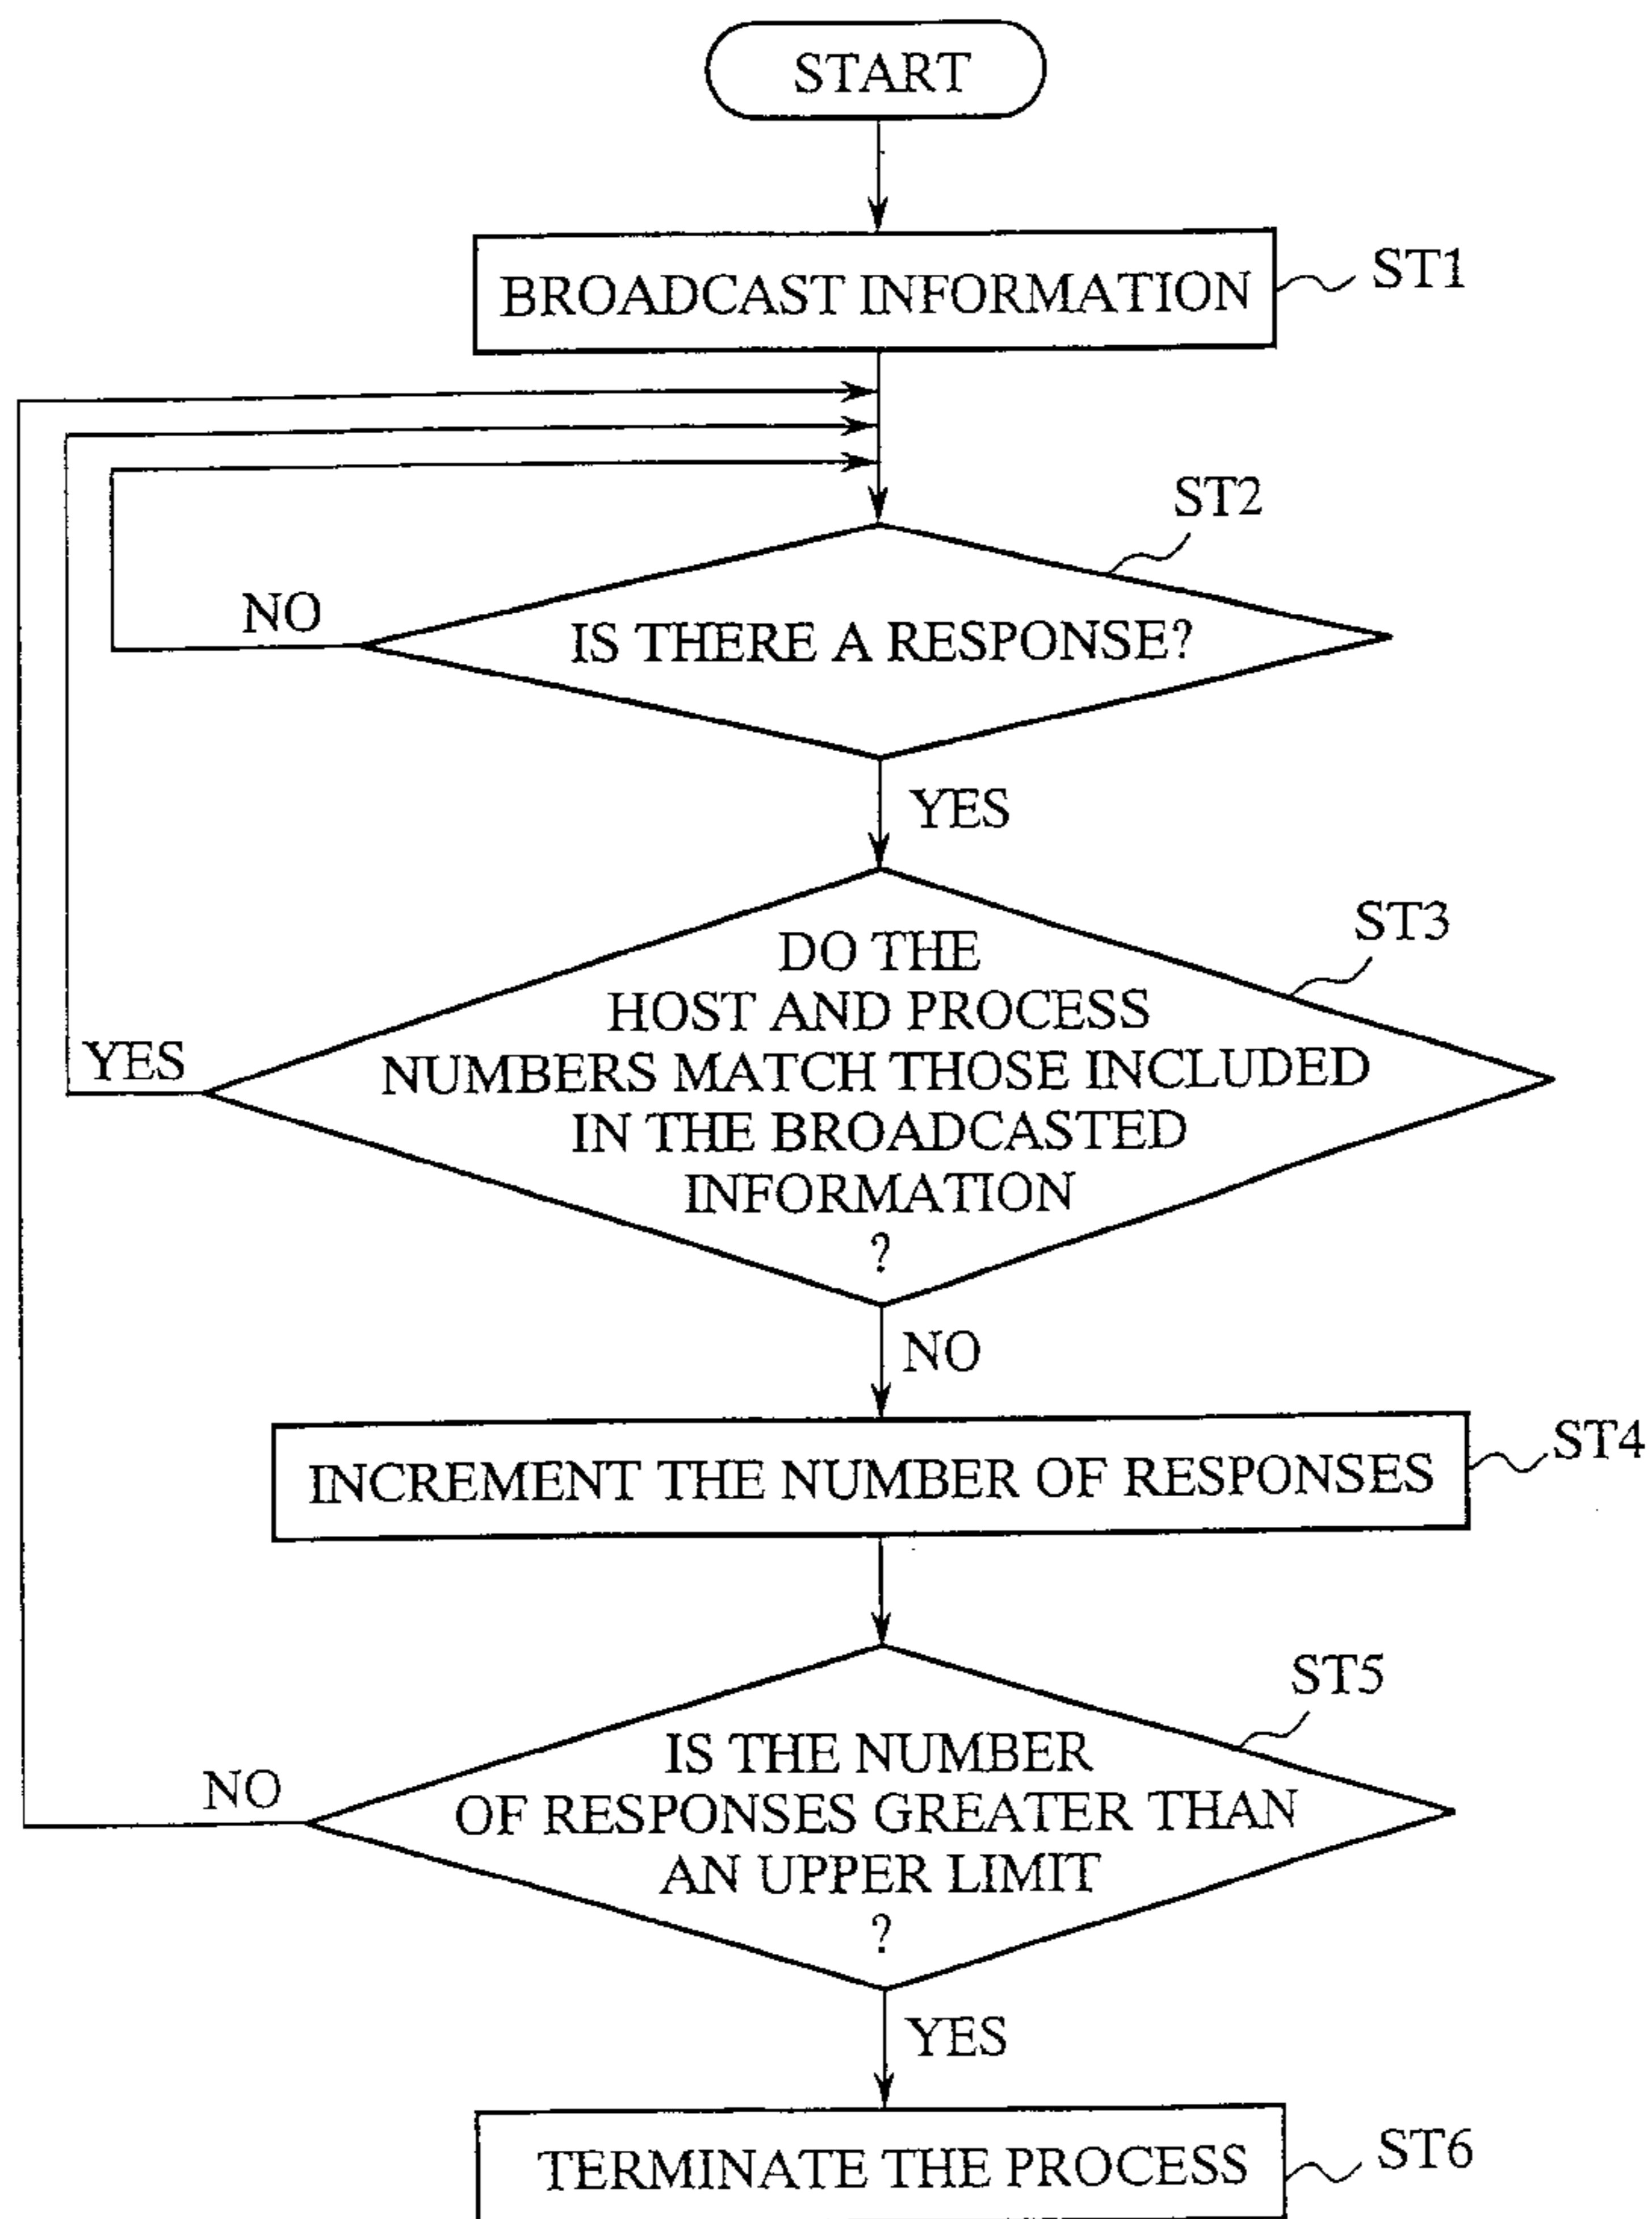 START
BROADCAST INFORMATION
ST1
ST2
NO
IS THERE A RESPONSE?
YES
ST3
DO THE
HOST AND PROCESS
NUMBERS MATCH THOSE INCLUDED
IN THE BROADCASTED
INFORMATION
?
YES
NO
INCREMENT THE NUMBER OF RESPONSES
ST4
ST5
IS THE NUMBER
OF RESPONSES GREATER THAN
AN UPPER LIMIT
?
NO
YES
TERMINATE THE PROCESS
ST6